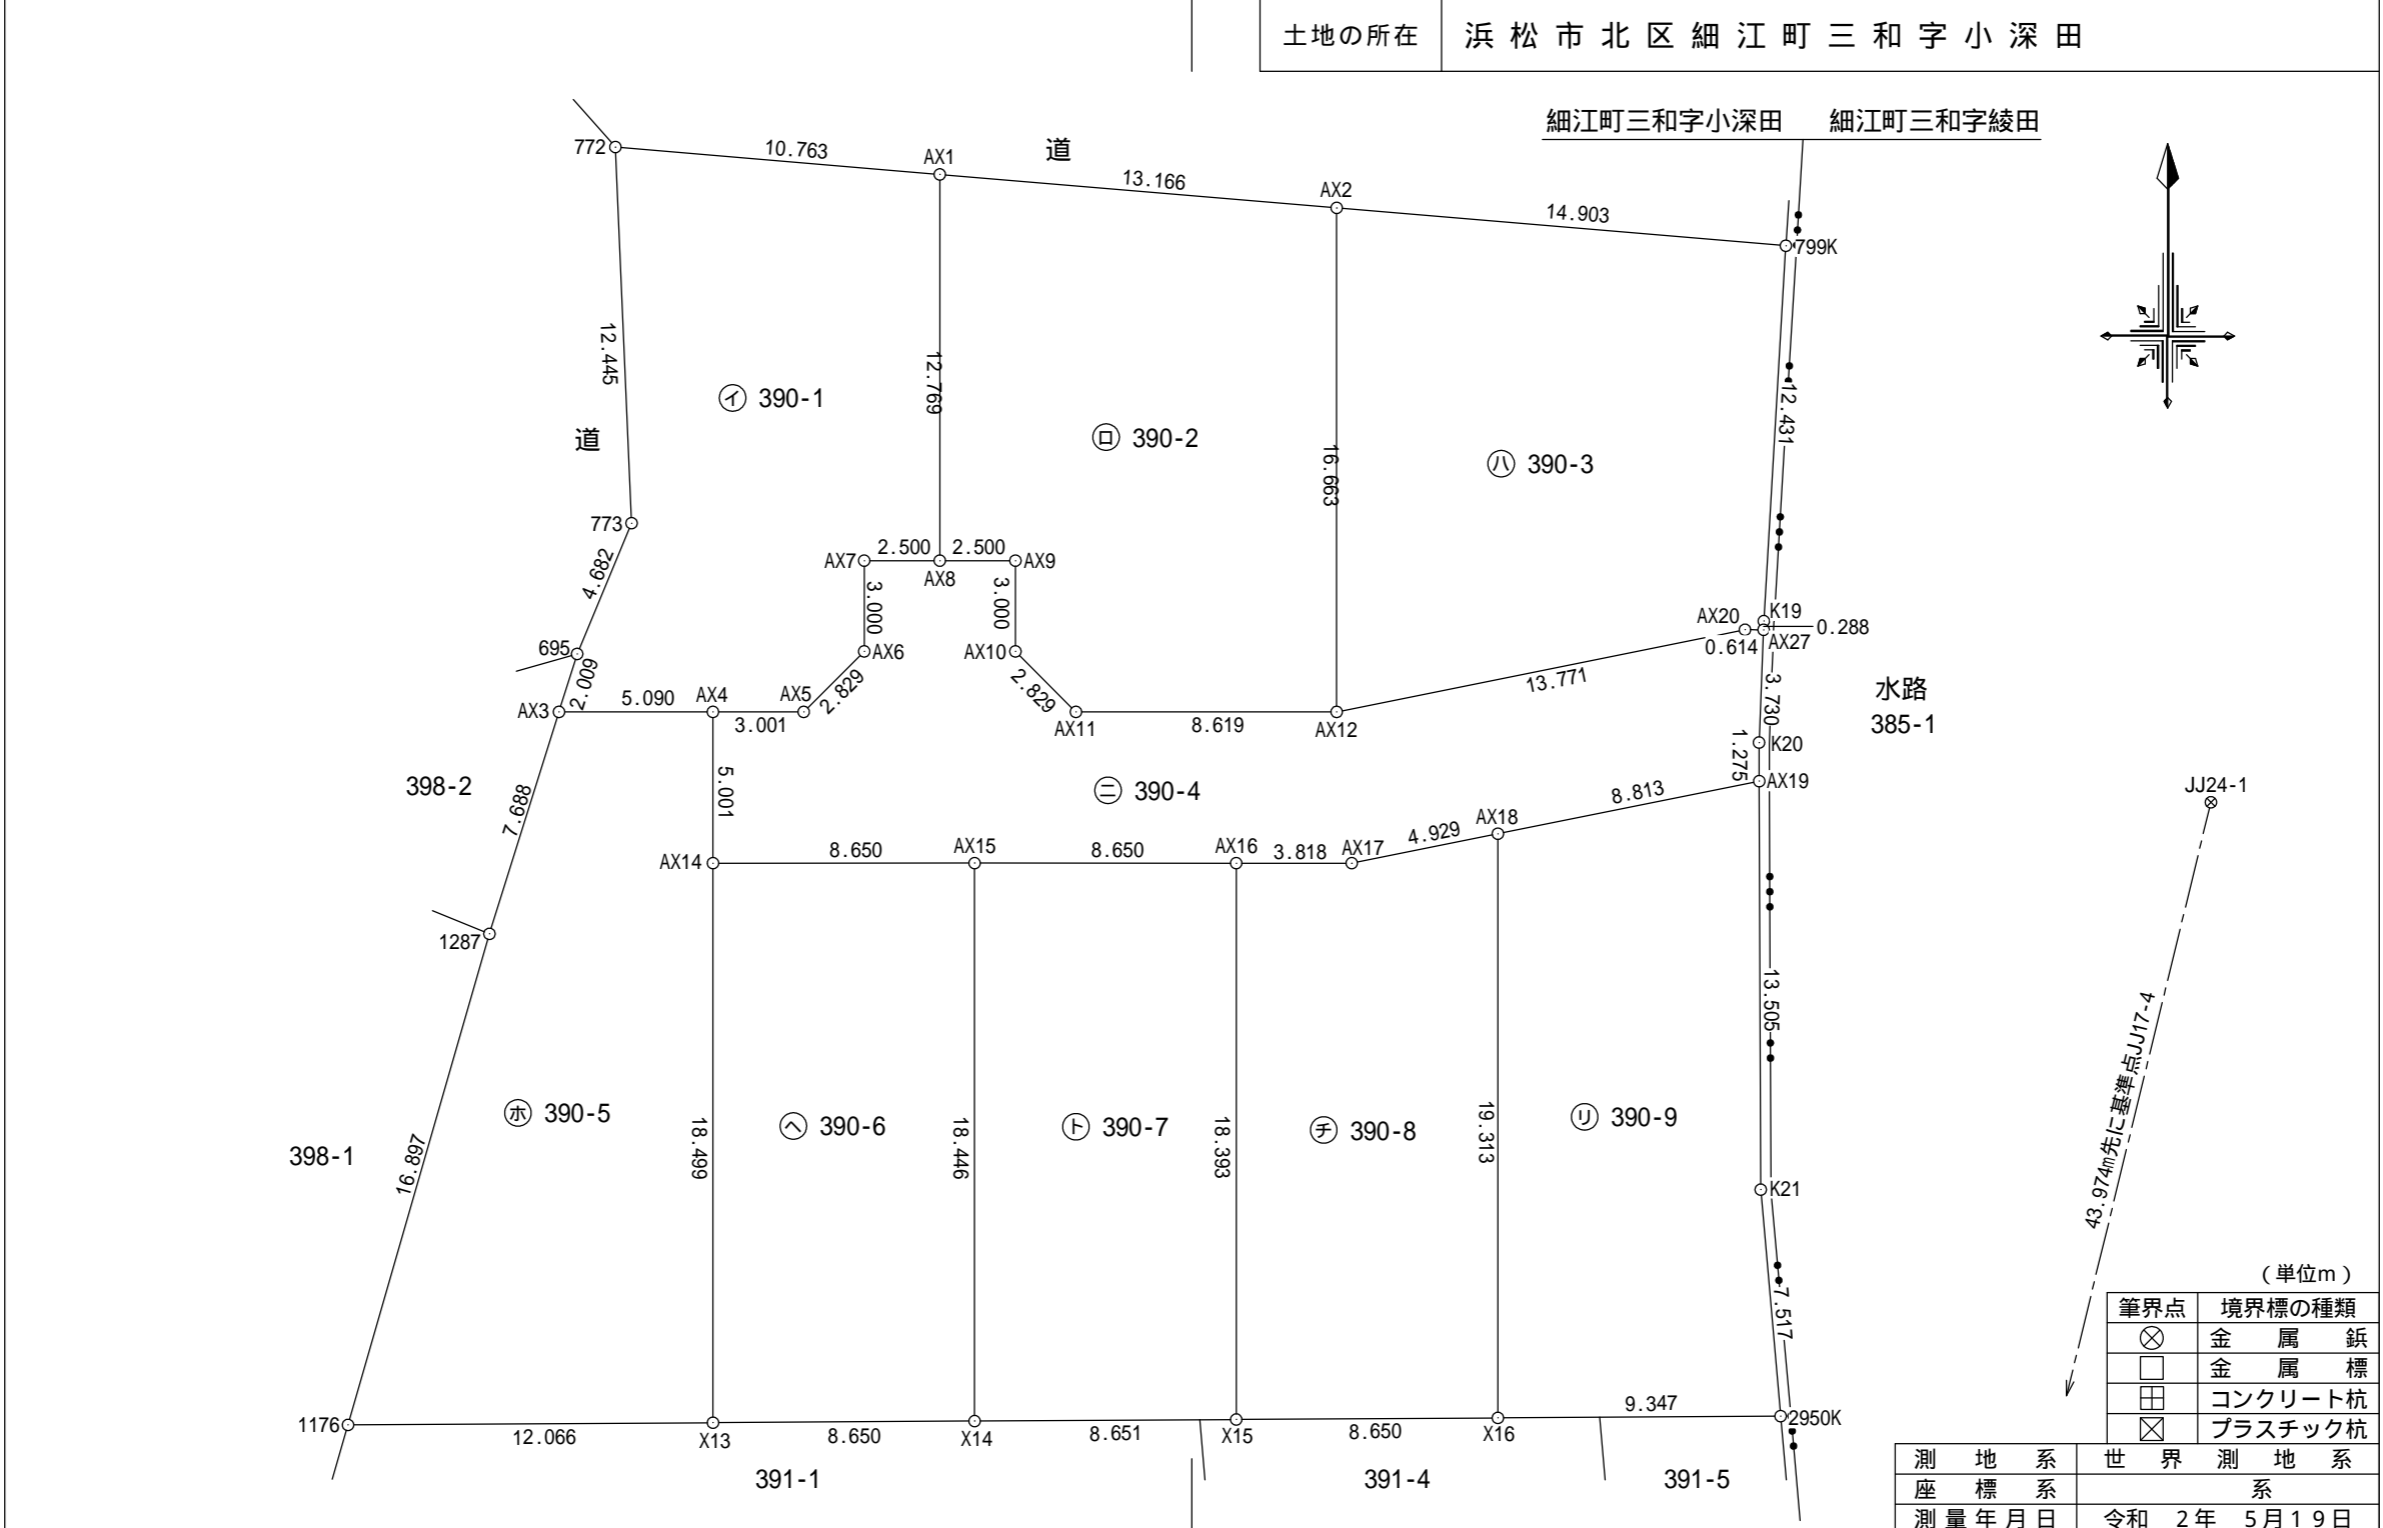 土地の所在 浜松市北区細江町三和字小深田
細江町三和字小深田 細江町三和字綾田
772
10.763
AX1
道
13.166
AX2
14.903
799K
12.445
12.769
16.663
12.431
㋑ 390-1
㋺ 390-2
㋩ 390-3
道
773
4.682
AX7
2.500
2.500
AX9
AX8
3.000
3.000
AX6
AX10
695
2.009
2.829
2.829
AX20
K19
0.288
0.614
AX27
AX3
5.090
AX4
AX5
3.001
AX11
8.619
AX12
13.771
3.730
水路
385-1
398-2
7.688
5.001
㋥ 390-4
1.275
K20
AX19
8.813
JJ24-1
AX14
8.650
AX15
8.650
AX16
3.818
AX17
4.929
AX18
1287
13.505
43.974m先に基準点JJ17-4
㋭ 390-5
㋬ 390-6
㋣ 390-7
㋠ 390-8
㋷ 390-9
398-1
16.897
18.499
18.446
18.393
19.313
K21
7.517
1176
12.066
X13
8.650
X14
8.651
X15
8.650
X16
9.347
2950K
391-1
391-4
391-5
(単位m)
筆界点 境界標の種類
金属鋲
金属標
コンクリート杭
プラスチック杭
測地系 世界測地系
座標系 系
測量年月日 令和 2年 5月19日